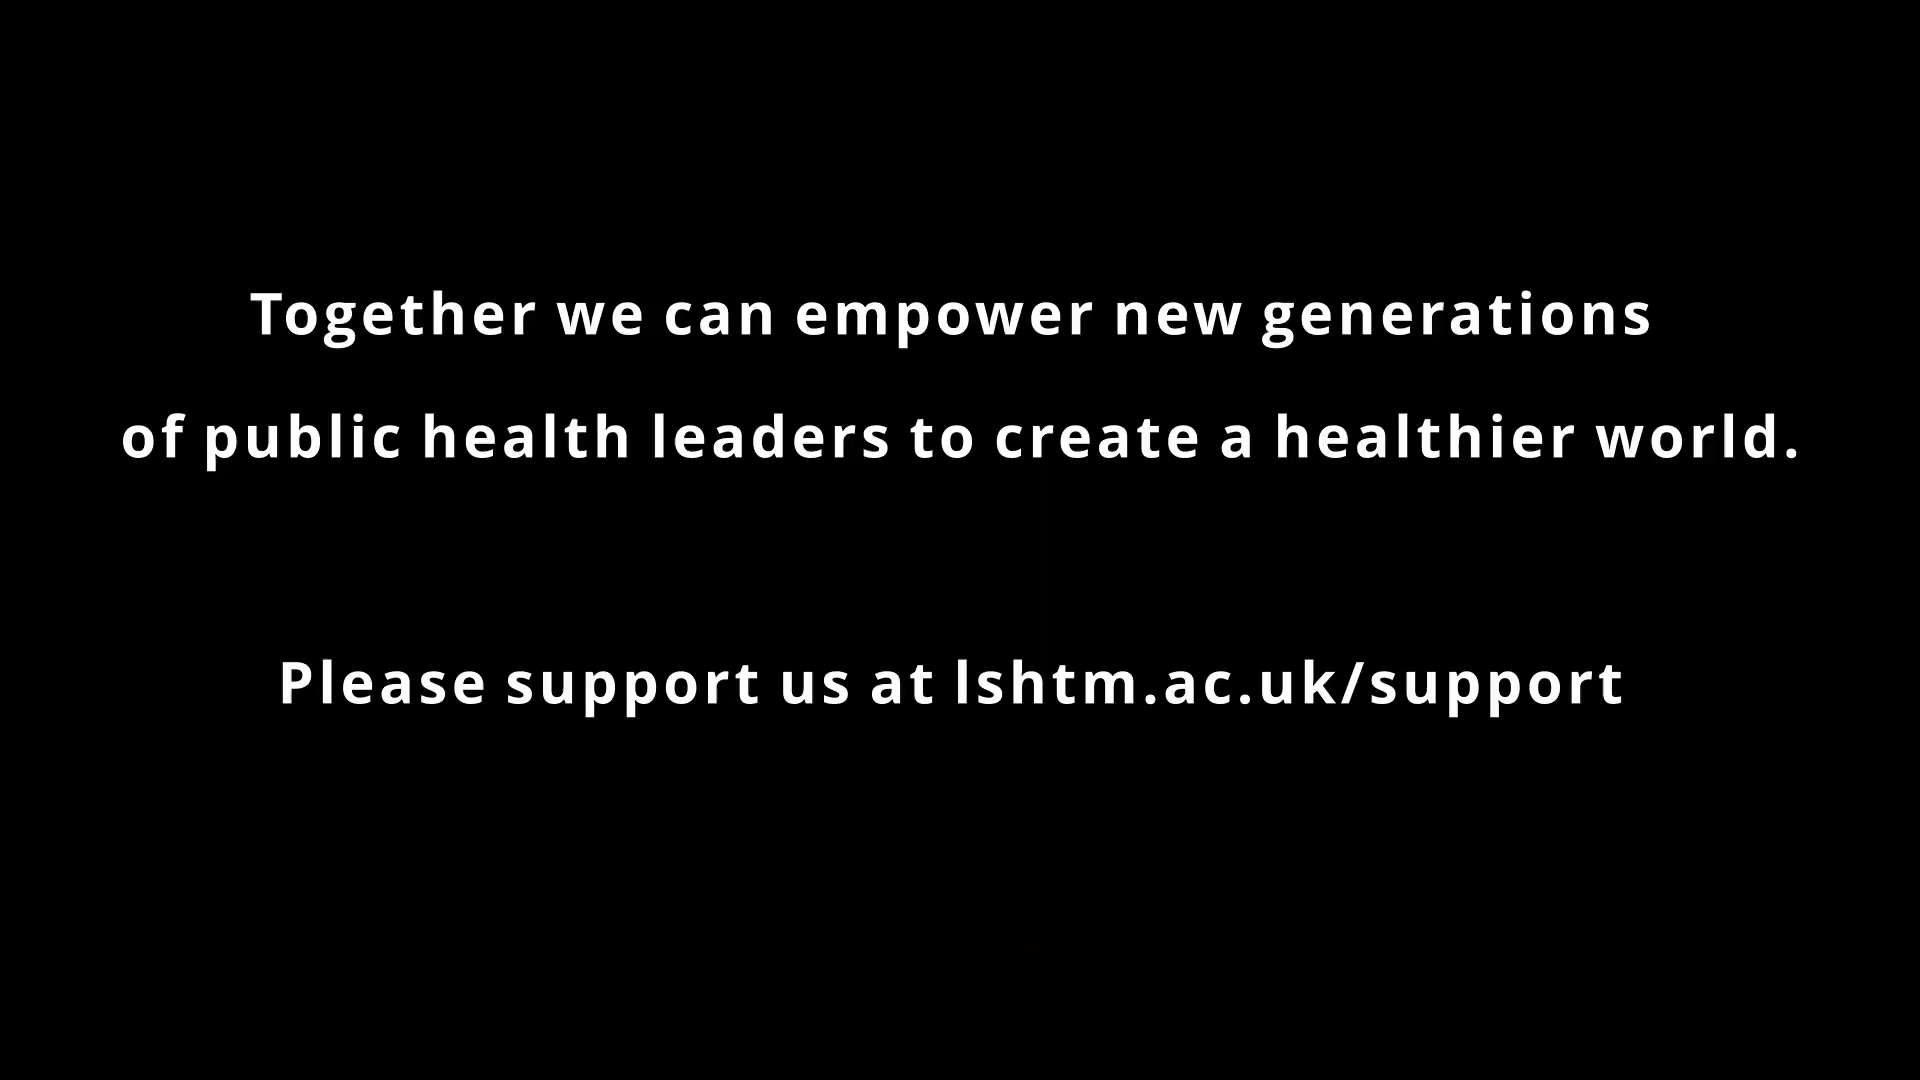 Together we can empower new generations
of public health leaders to create a healthier world.
Please support us at lshtm.ac.uk/support